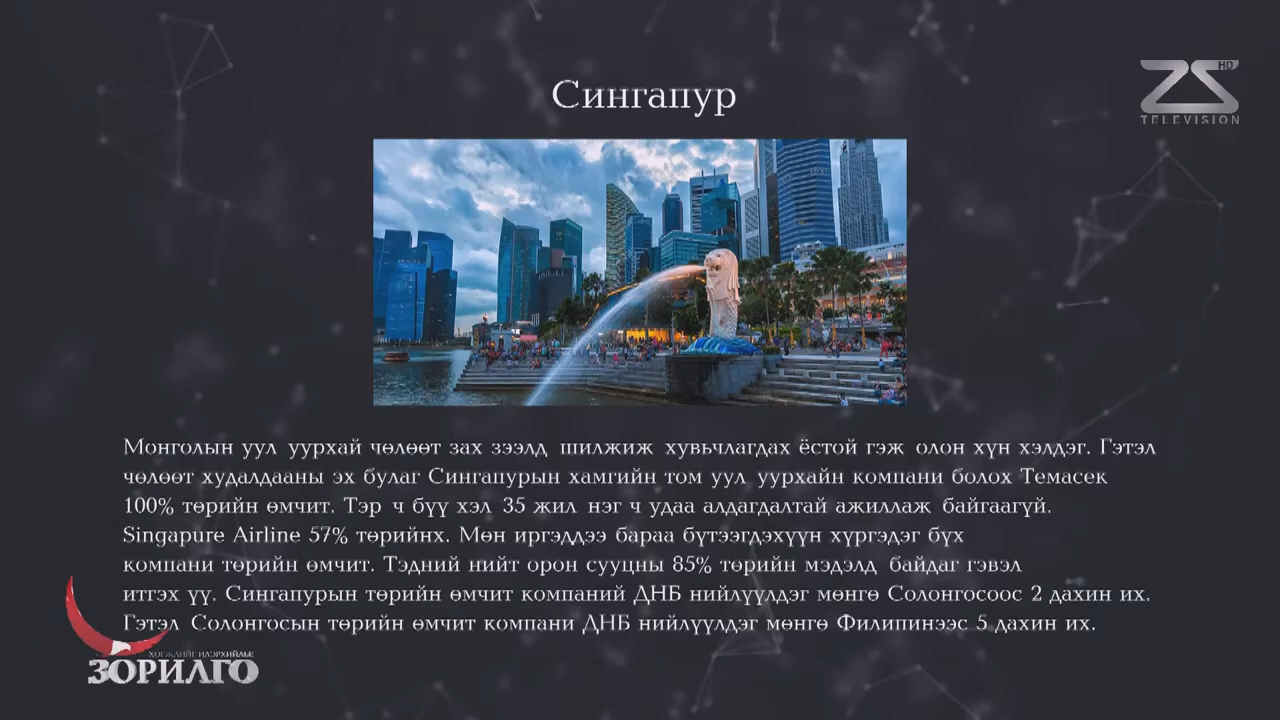 Сингапур
ZS HD
TELEVISION
Монголын уул уурхай чөлөөт зах зээлд шилжиж хувьчлагдах ёстой гэж олон хүн хэлдэг. Гэтэл
чөлөөт худалдааны эх булаг Сингапурын хамгийн том уул уурхайн компани болох Темасек
100% төрийн өмчит. Тэр ч бүү хэл 35 жил нэг ч удаа алдагдалтай ажиллаж байгаагүй.
Singapure Airline 57% төрийнх. Мөн иргэддээ бараа бүтээгдэхүүн хүргэдэг бүх
компани төрийн өмчит. Тэдний нийт орон сууцны 85% төрийн мэдэлд байдаг гэвэл
итгэх үү. Сингапурын төрийн өмчит компаний ДНБ нийлүүлдэг мөнгө Солонгосоос 2 дахин их.
Гэтэл Солонгосын төрийн өмчит компани ДНБ нийлүүлдэг мөнгө Филипинээс 5 дахин их.
ХӨГЖЛИЙГ ИЛЭРХИЙЛЬЕ
ЗОРИЛГО